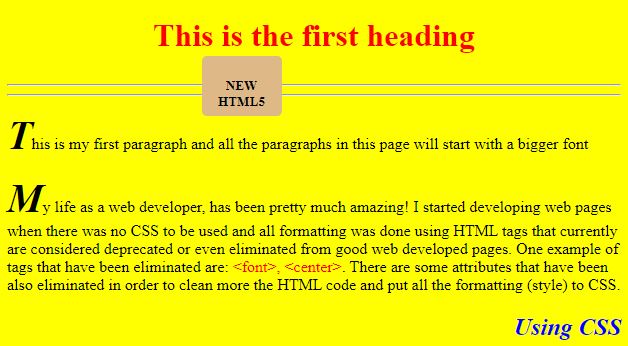 This is the first heading
NEW
HTML5
This is my first paragraph and all the paragraphs in this page will start with a bigger font
My life as a web developer, has been pretty much amazing! I started developing web pages
when there was no CSS to be used and all formatting was done using HTML tags that currently
are considered deprecated or even eliminated from good web developed pages. One example of
tags that have been eliminated are: <font>, <center>. There are some attributes that have been
also eliminated in order to clean more the HTML code and put all the formatting (style) to CSS.
Using CSS